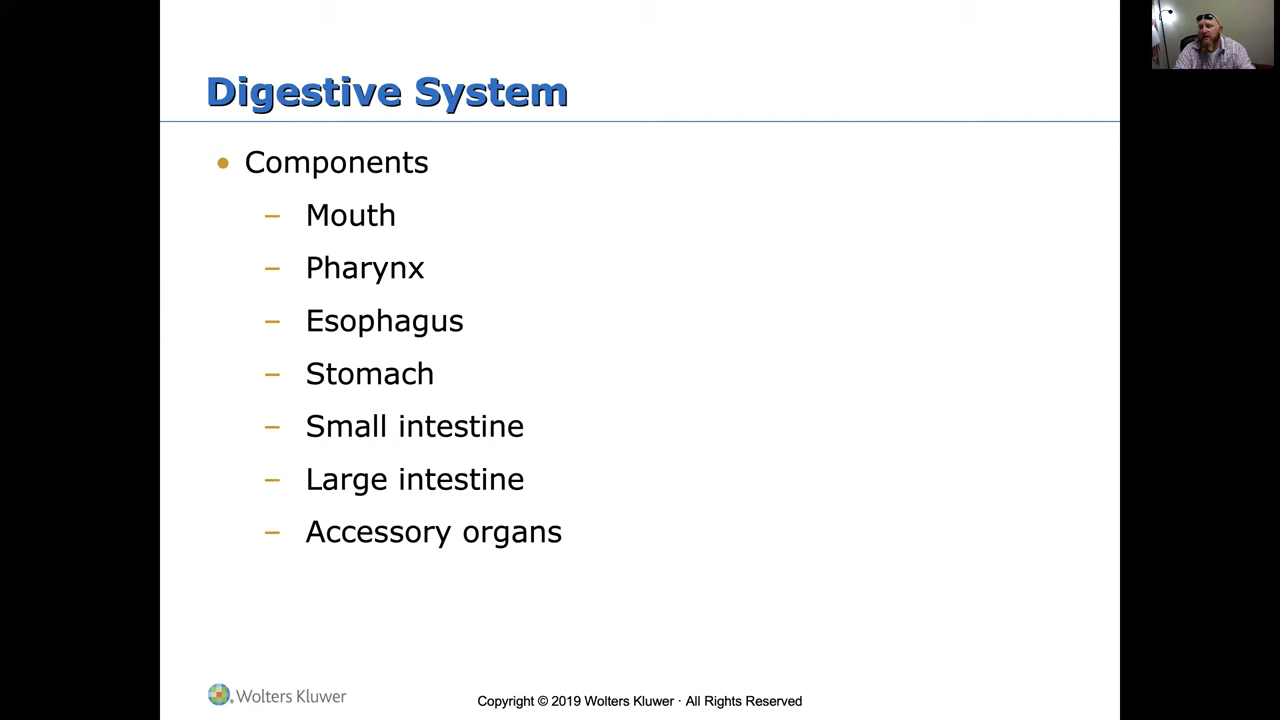 Digestive System
• Components
– Mouth
– Pharynx
– Esophagus
– Stomach
– Small intestine
– Large intestine
– Accessory organs
Wolters Kluwer
Copyright © 2019 Wolters Kluwer · All Rights Reserved